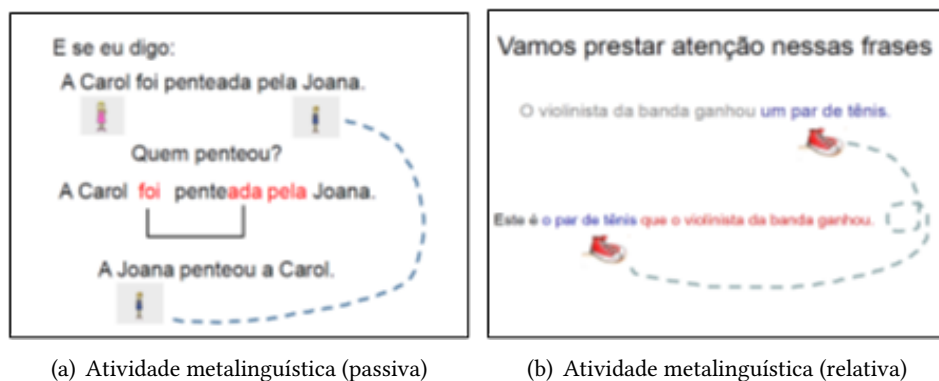 E se eu digo:
A Carol foi penteada pela Joana.
Quem penteou?
A Carol foi penteada pela Joana.
A Joana penteou a Carol.
(a) Atividade metalinguística (passiva)
Vamos prestar atenção nessas frases
O violinista da banda ganhou um par de tênis.
Este é o par de tênis que o violinista da banda ganhou.
(b) Atividade metalinguística (relativa)